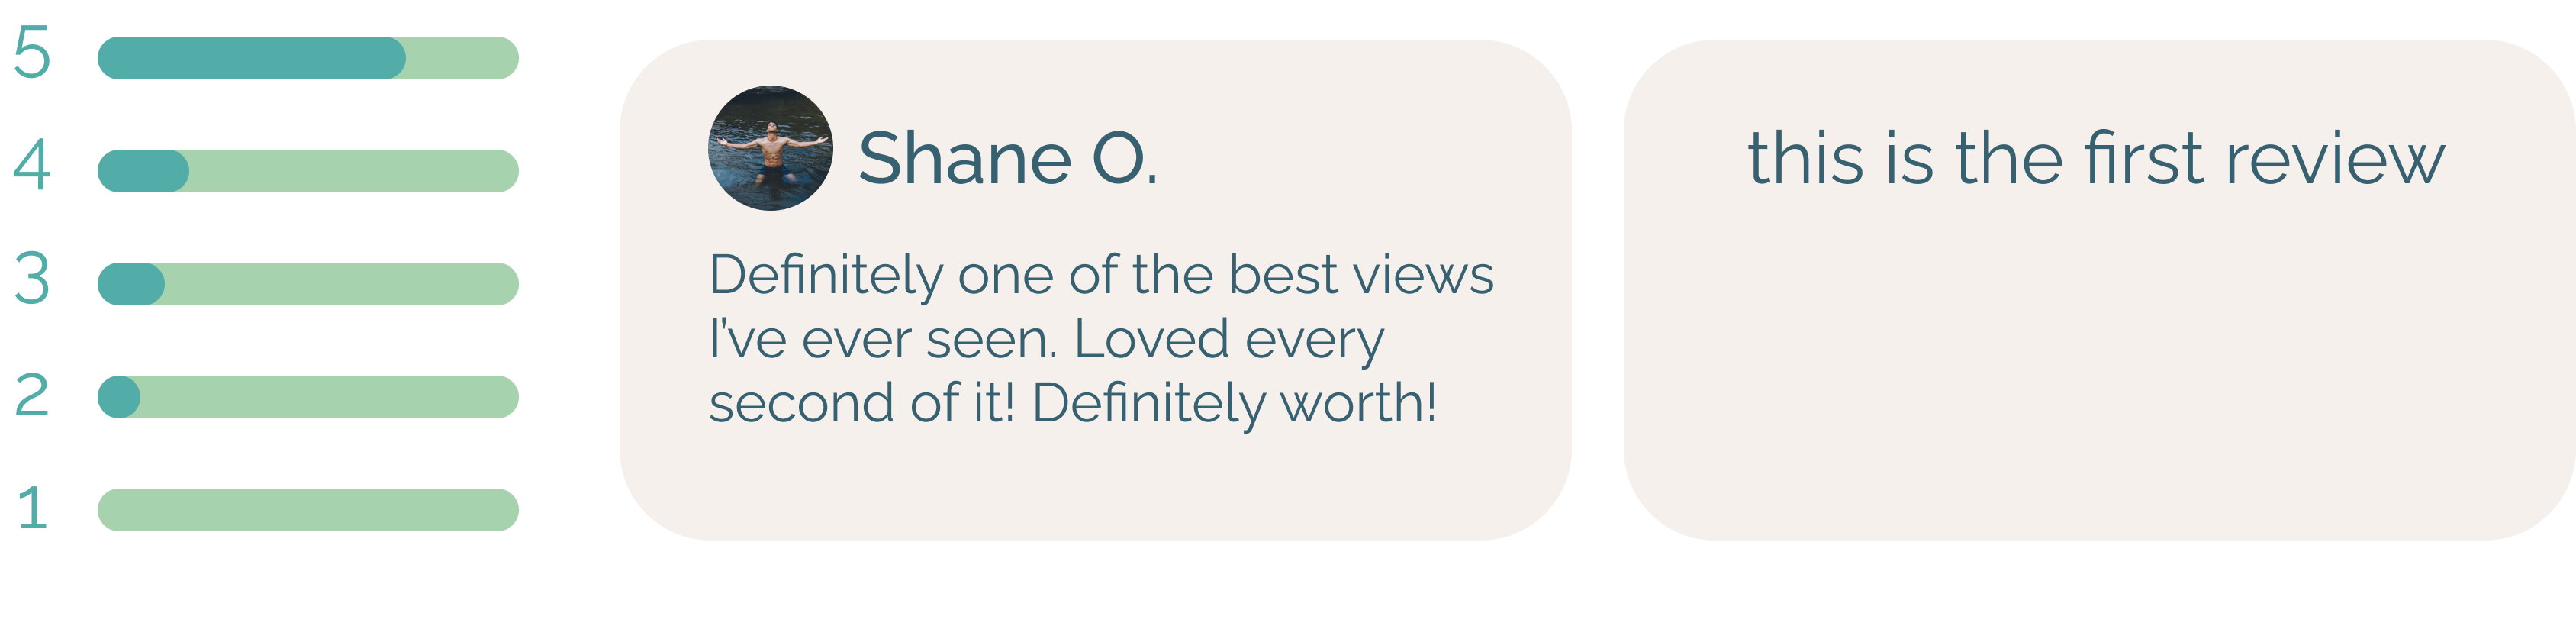 5
4
3
2
1
Shane O.
Definitely one of the best views
I’ve ever seen. Loved every
second of it! Definitely worth!
this is the first review